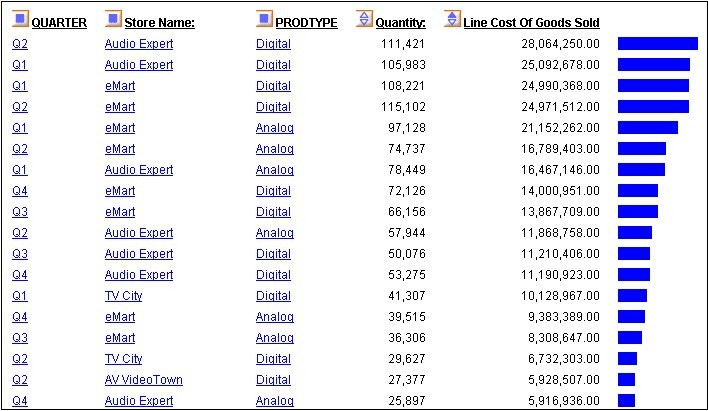 QUARTER Store Name: PRODTYPE Quantity: Line Cost Of Goods Sold
Q2 Audio Expert Digital 111,421 28,064,250.00
Q1 Audio Expert Digital 105,983 25,092,678.00
Q1 eMart Digital 108,221 24,990,368.00
Q2 eMart Digital 115,102 24,971,512.00
Q1 eMart Analog 97,128 21,152,262.00
Q2 eMart Analog 74,737 16,789,403.00
Q1 Audio Expert Analog 78,449 16,467,146.00
Q4 eMart Digital 72,126 14,000,951.00
Q3 eMart Digital 66,156 13,867,709.00
Q2 Audio Expert Analog 57,944 11,868,758.00
Q3 Audio Expert Digital 50,076 11,210,406.00
Q4 Audio Expert Digital 53,275 11,190,923.00
Q1 TV City Digital 41,307 10,128,967.00
Q4 eMart Analog 39,515 9,383,389.00
Q3 eMart Analog 36,306 8,308,647.00
Q2 TV City Digital 29,627 6,732,303.00
Q2 AV VideoTown Digital 27,377 5,928,507.00
Q4 Audio Expert Analog 25,897 5,916,936.00